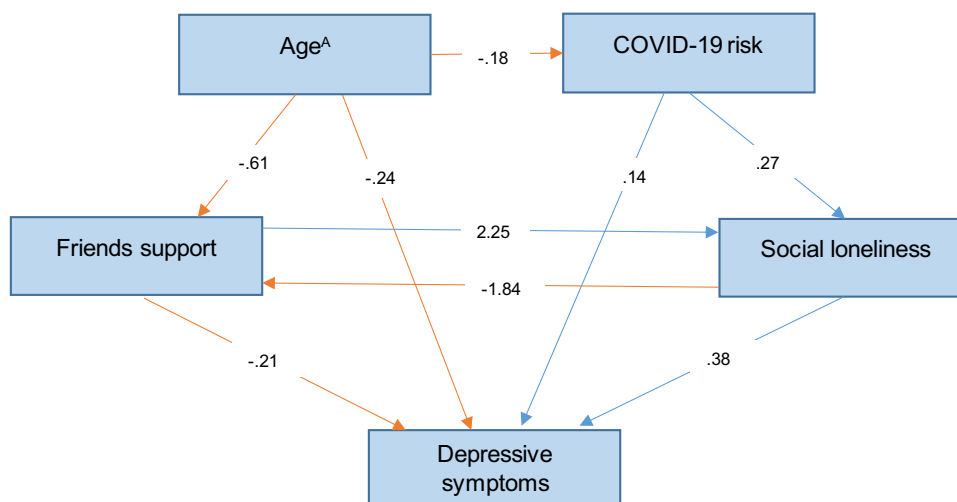 Ageᴬ
COVID-19 risk
-.18
-.61
-.24
.14
.27
Friends support
2.25
Social loneliness
-1.84
-.21
.38
Depressive
symptoms